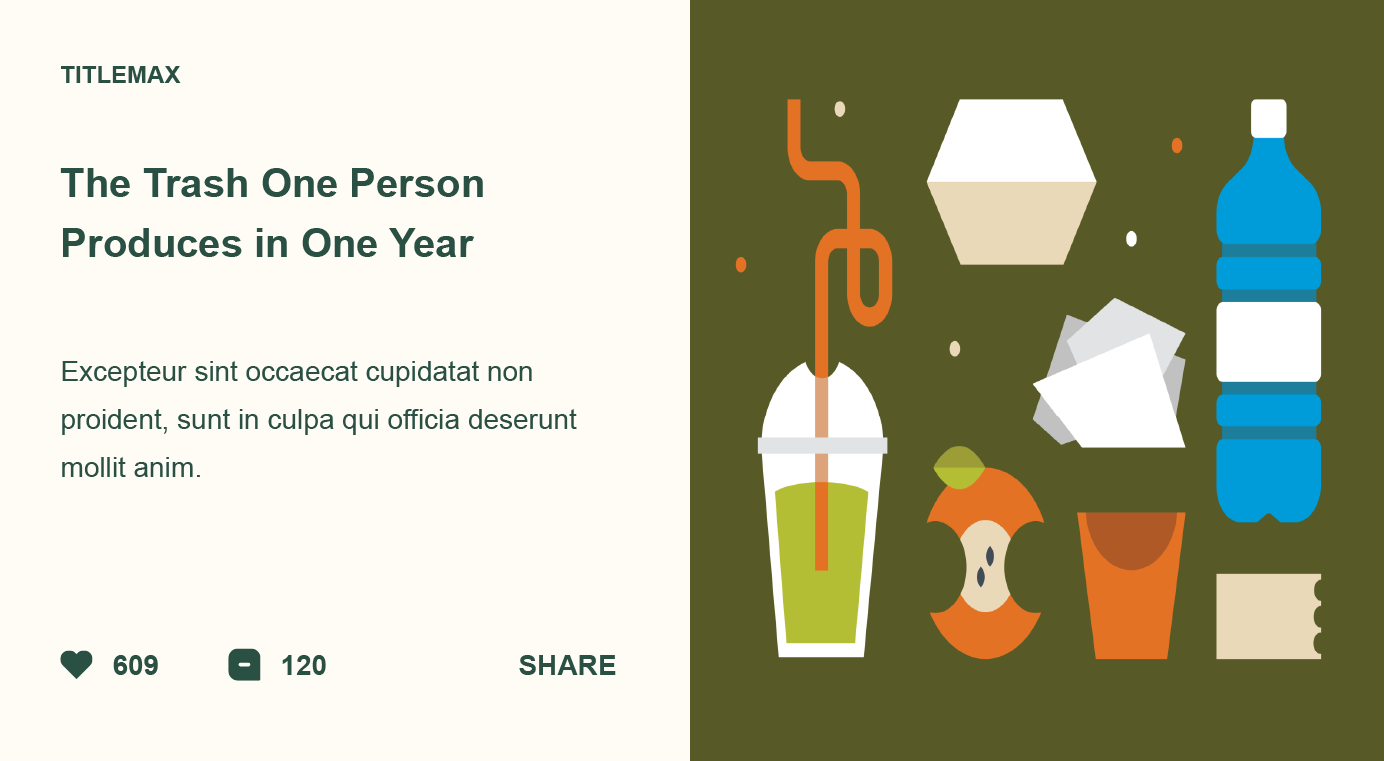 TITLEMAX
The Trash One Person
Produces in One Year
Excepteur sint occaecat cupidatat non
proident, sunt in culpa qui officia deserunt
mollit anim.
609 120 SHARE